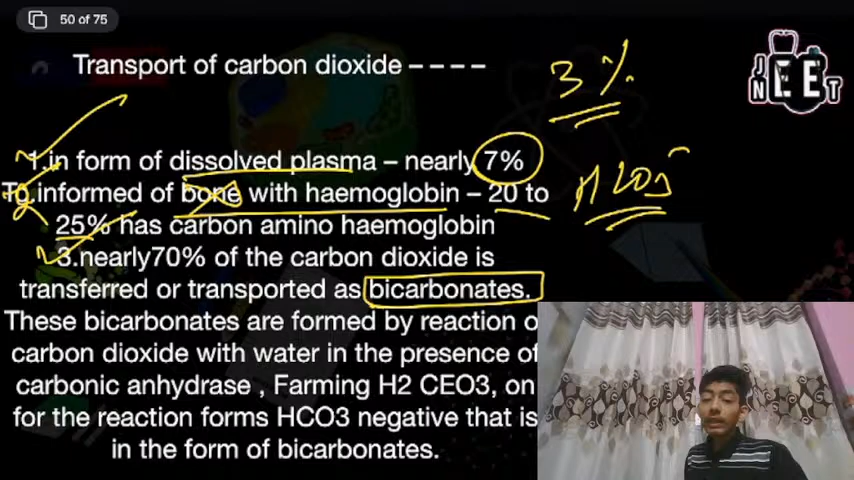 50 of 75
Transport of carbon dioxide ----
3%
JNEET
1.in form of dissolved plasma – nearly 7%
To.informed of bone with haemoglobin – 20 to
HCO3-
25% has carbon amino haemoglobin
3.nearly70% of the carbon dioxide is
transferred or transported as bicarbonates.
These bicarbonates are formed by reaction o
carbon dioxide with water in the presence of
carbonic anhydrase , Farming H2 CEO3, on
for the reaction forms HCO3 negative that is
in the form of bicarbonates.